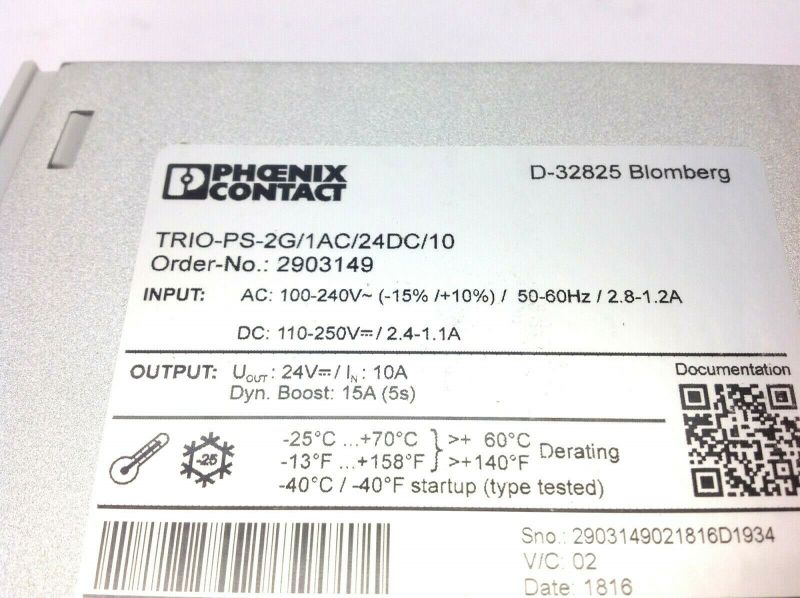 PHŒNIX
CONTACT
D-32825 Blomberg
TRIO-PS-2G/1AC/24DC/10
Order-No.: 2903149
INPUT: AC: 100-240V~ (-15% /+10%) / 50-60Hz / 2.8-1.2A
DC: 110-250V⎓ / 2.4-1.1A
OUTPUT: UOUT : 24V⎓ / IN : 10A
Dyn. Boost: 15A (5s)
Documentation
-25
-25°C ...+70°C } >+ 60°C Derating
-13°F ...+158°F } >+140°F
-40°C / -40°F startup (type tested)
Sno.: 2903149021816D1934
V/C: 02
Date: 1816